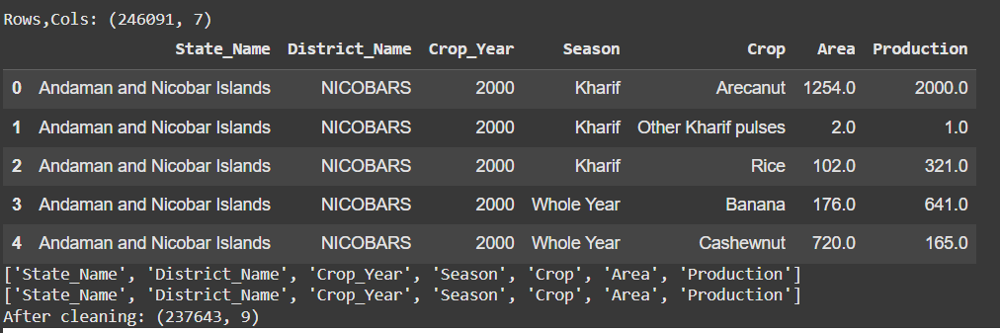 Rows,Cols: (246091, 7)
State_Name District_Name Crop_Year Season Crop Area Production
0 Andaman and Nicobar Islands NICOBARS 2000 Kharif Arecanut 1254.0 2000.0
1 Andaman and Nicobar Islands NICOBARS 2000 Kharif Other Kharif pulses 2.0 1.0
2 Andaman and Nicobar Islands NICOBARS 2000 Kharif Rice 102.0 321.0
3 Andaman and Nicobar Islands NICOBARS 2000 Whole Year Banana 176.0 641.0
4 Andaman and Nicobar Islands NICOBARS 2000 Whole Year Cashewnut 720.0 165.0
['State_Name', 'District_Name', 'Crop_Year', 'Season', 'Crop', 'Area', 'Production']
['State_Name', 'District_Name', 'Crop_Year', 'Season', 'Crop', 'Area', 'Production']
After cleaning: (237643, 9)